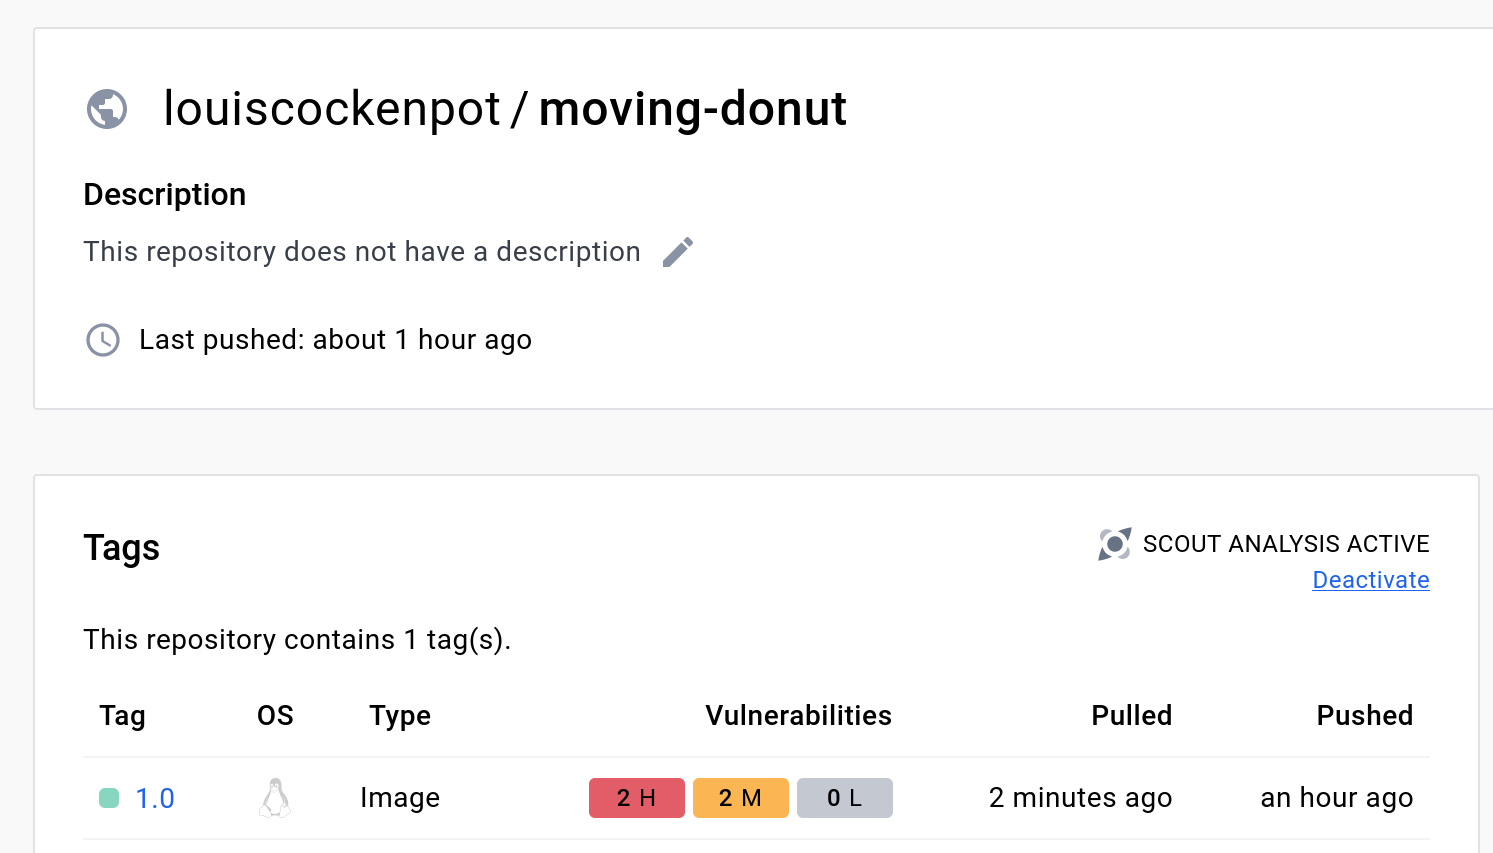 louiscockenpot / moving-donut
Description
This repository does not have a description
Last pushed: about 1 hour ago
Tags
SCOUT ANALYSIS ACTIVE
Deactivate
This repository contains 1 tag(s).
Tag OS Type Vulnerabilities Pulled Pushed
1.0 Image 2 H 2 M 0 L 2 minutes ago an hour ago